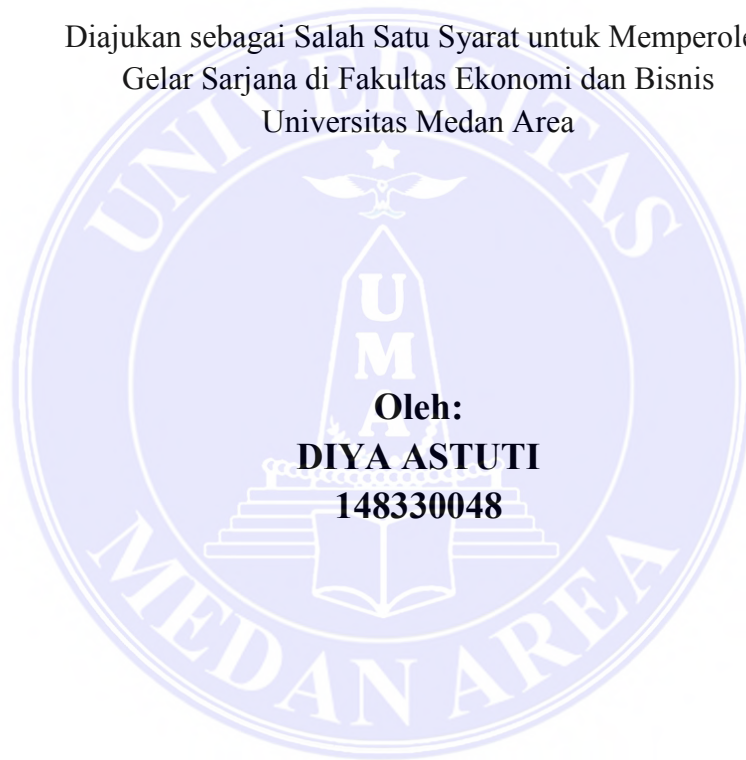 Diajukan sebagai Salah Satu Syarat untuk Memperole
Gelar Sarjana di Fakultas Ekonomi dan Bisnis
Universitas Medan Area
UNIVERSITAS
U
M
A
Oleh:
DIYA ASTUTI
148330048
MEDAN AREA